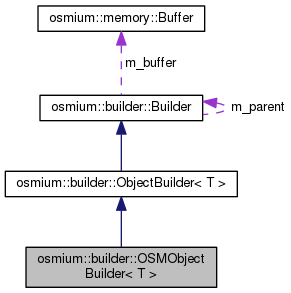 osmium::memory::Buffer
m_buffer
osmium::builder::Builder
m_parent
osmium::builder::ObjectBuilder< T >
osmium::builder::OSMObject
Builder< T >